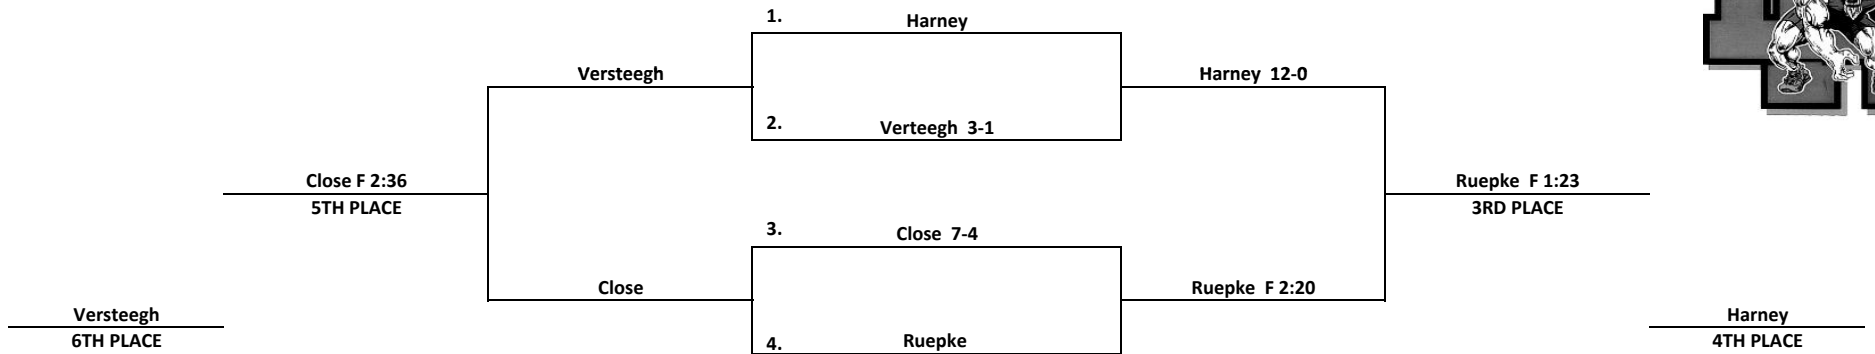 1.
Harney
Versteegh
Harney 12-0
2.
Verteegh 3-1
Close F 2:36
5TH PLACE
Ruepke F 1:23
3RD PLACE
3.
Close 7-4
Close
Ruepke F 2:20
Versteegh
6TH PLACE
4.
Ruepke
Harney
4TH PLACE